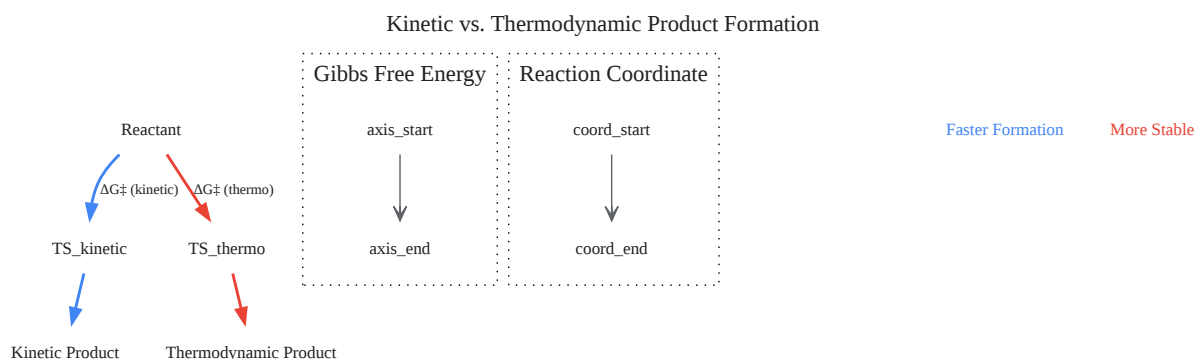 Kinetic vs. Thermodynamic Product Formation
Gibbs Free Energy
Reaction Coordinate
Reactant
axis_start
coord_start
Faster Formation
More Stable
ΔG‡ (kinetic)
ΔG‡ (thermo)
TS_kinetic
TS_thermo
axis_end
coord_end
Kinetic Product
Thermodynamic Product